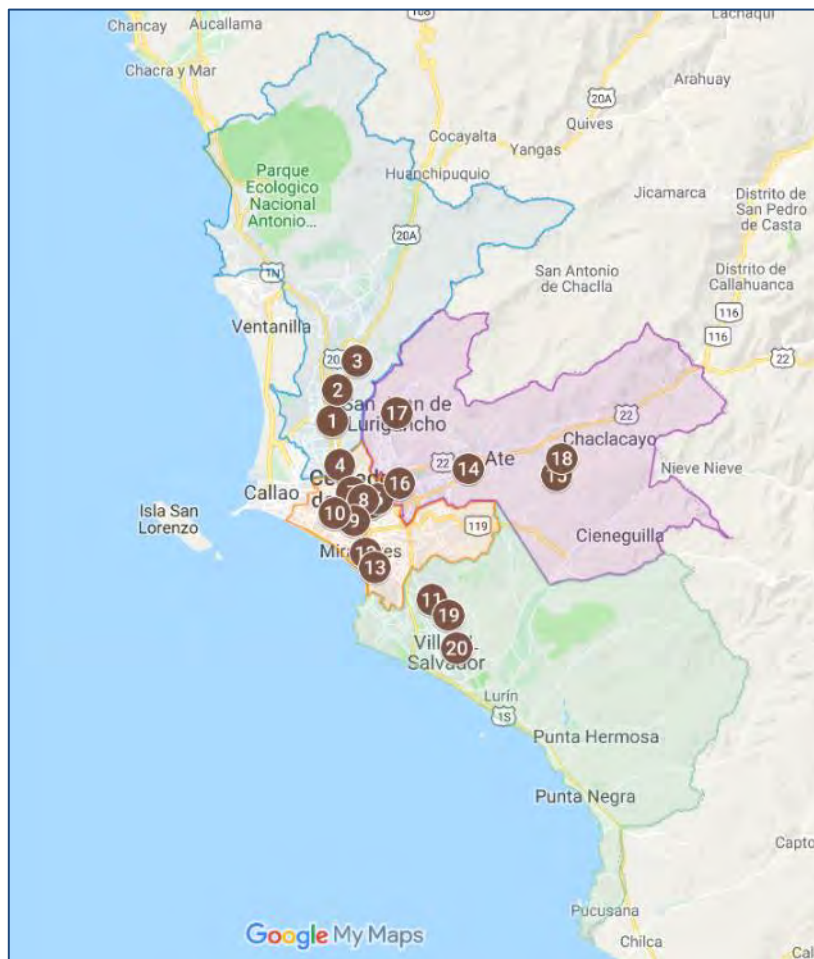 Chancay
Aucallama
108
Lachaqui
Chacra y Mar
Arahuay
20A
Quives
Cocayalta
Yangas
Parque
Ecologico
Nacional
Antonio...
Huanchipuquio
Jicamarca
Distrito de
San Pedro
de Casta
20A
1N
San Antonio
de Chaclla
Distrito de
Callahuanca
116
116
Ventanilla
20
3
22
2
17
1
Lurigancho
22
Chaclacayo
4
22
14
Ate
18
15
Nieve Nieve
Callao
16
8
10
9
Isla San
Lorenzo
119
Cieneguilla
13
11
19
20
Salvador
Lurín
1S
Punta Hermosa
Punta Negra
Pucusana
Chilca
Google My Maps